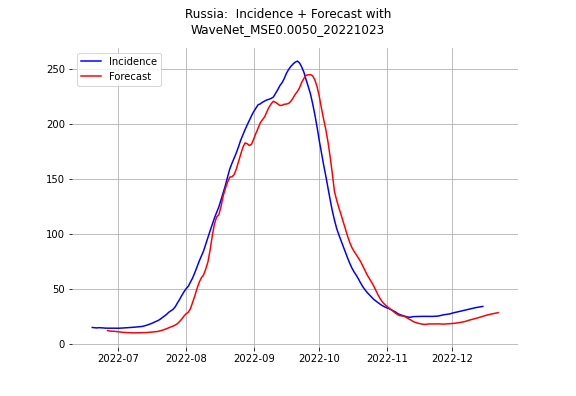 Russia:  Incidence + Forecast with
WaveNet_MSE0.0050_20221023
Incidence
Forecast
250
200
150
100
50
0
2022-07 2022-08 2022-09 2022-10 2022-11 2022-12